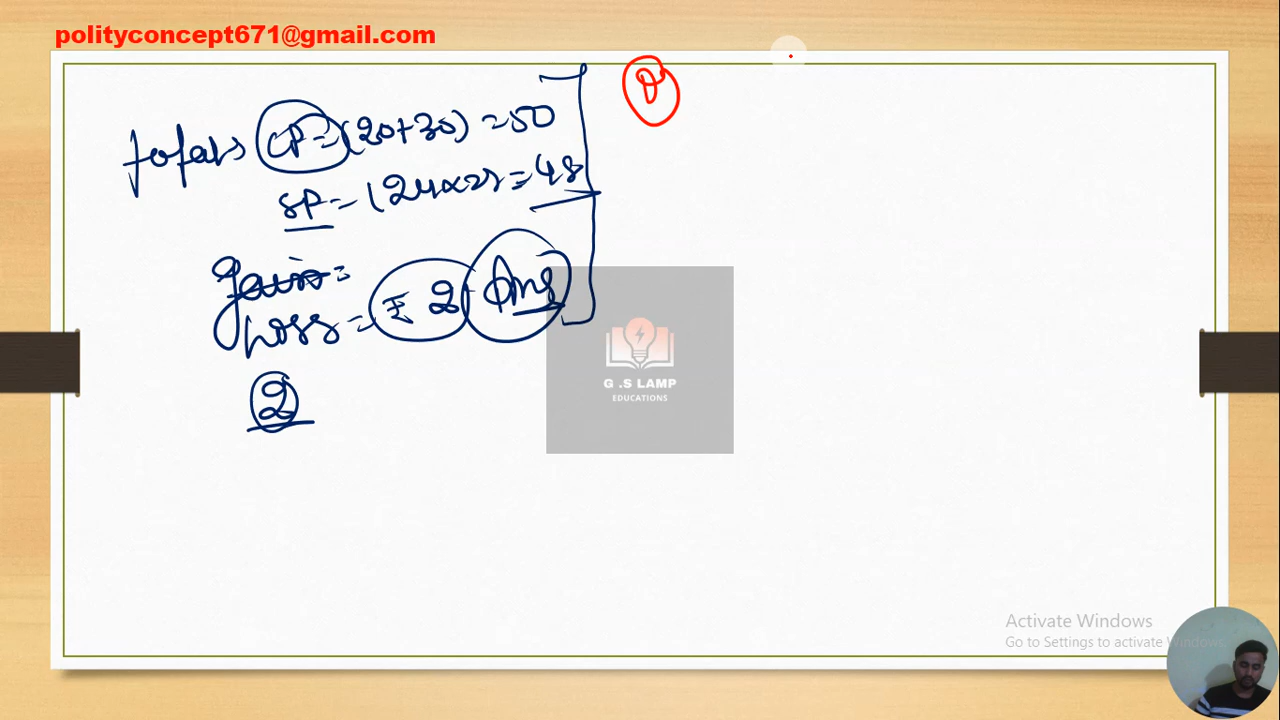 polityconcept671@gmail.com
CP=(20+30) =50
SP=(24×2)=48
gain=
Loss=₹2 Ans
2
G .S LAMP
EDUCATIONS
Activate Windows
Go to Settings to activate Windows.